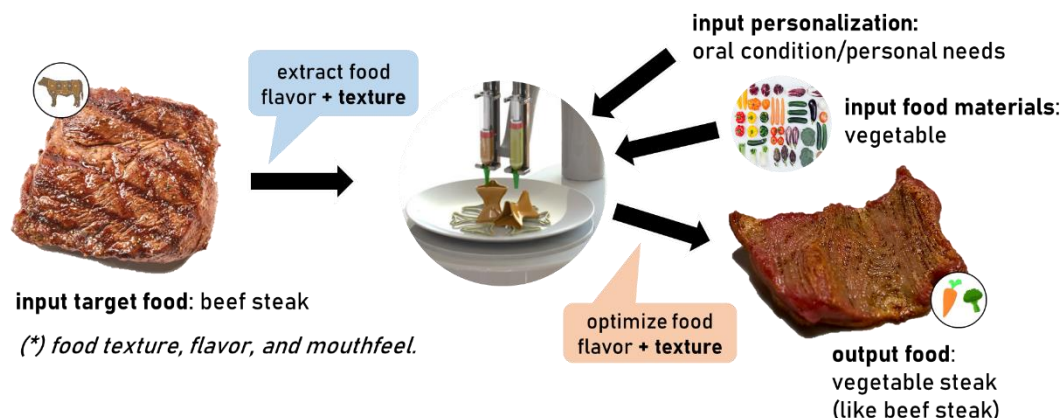 extract food
flavor + texture
input personalization:
oral condition/personal needs
input food materials:
vegetable
input target food: beef steak
(*) food texture, flavor, and mouthfeel.
optimize food
flavor + texture
output food:
vegetable steak
(like beef steak)